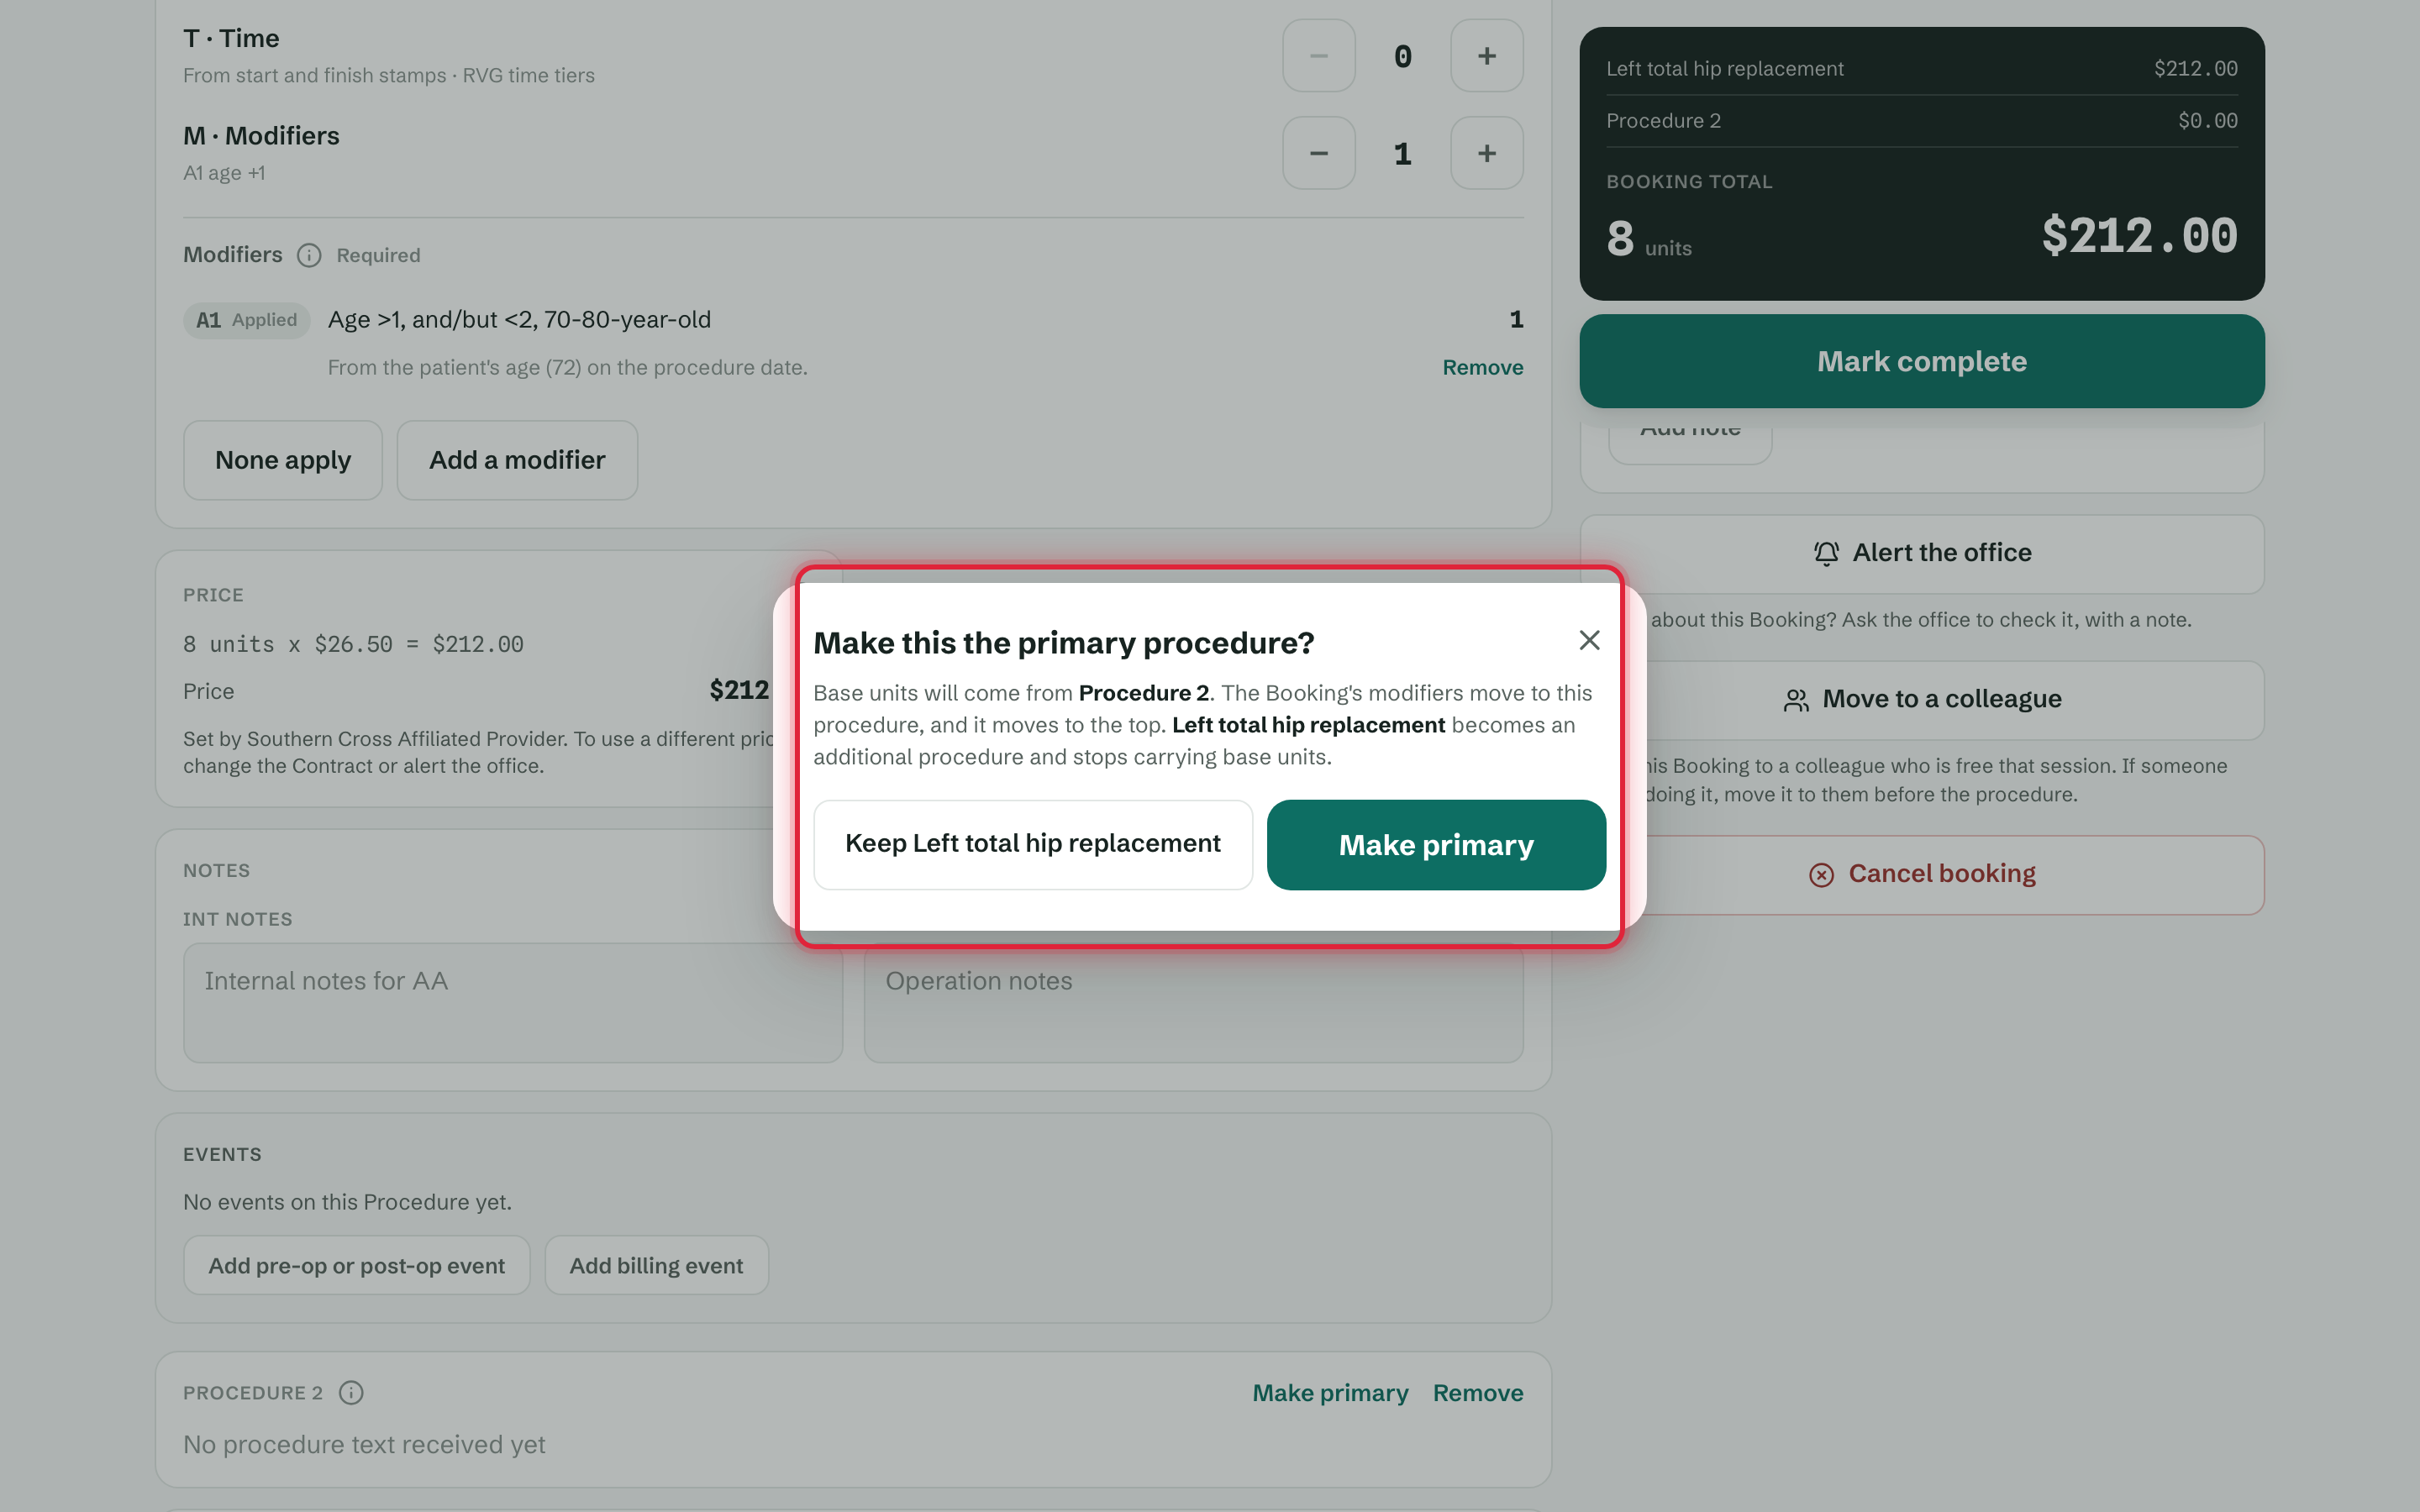 T · Time
From start and finish stamps · RVG time tiers
− 0 +
M · Modifiers
A1 age +1
− 1 +
Modifiers Required
A1 Applied Age >1, and/but <2, 70-80-year-old 1
From the patient's age (72) on the procedure date. Remove
None apply Add a modifier
PRICE
8 units x $26.50 = $212.00
Price $212
Set by Southern Cross Affiliated Provider. To use a different
change the Contract or alert the office.
NOTES
INT NOTES
Internal notes for AA
Operation notes
EVENTS
No events on this Procedure yet.
Add pre-op or post-op event Add billing event
PROCEDURE 2 Make primary Remove
No procedure text received yet
Make this the primary procedure?
Base units will come from Procedure 2. The Booking's modifiers move to this
procedure, and it moves to the top. Left total hip replacement becomes an
additional procedure and stops carrying base units.
Keep Left total hip replacement Make primary
Left total hip replacement $212.00
Procedure 2 $0.00
BOOKING TOTAL
8 units $212.00
Mark complete
Add note
Alert the office
about this Booking? Ask the office to check it, with a note.
Move to a colleague
Booking to a colleague who is free that session. If someone
doing it, move it to them before the procedure.
Cancel booking